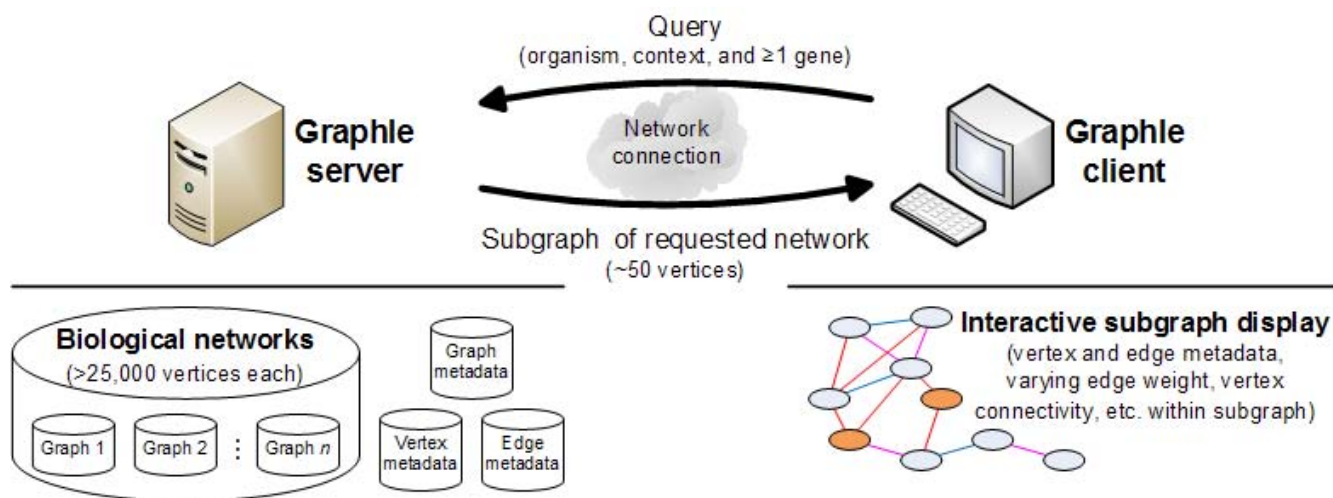 Query
(organism, context, and ≥1 gene)
Graphle
server
Network
connection
Graphle
client
Subgraph of requested network
(~50 vertices)
Biological networks
(>25,000 vertices each)
Graph 1
Graph 2
⋮
Graph n
Graph
metadata
Vertex
metadata
Edge
metadata
Interactive subgraph display
(vertex and edge metadata,
varying edge weight, vertex
connectivity, etc. within subgraph)